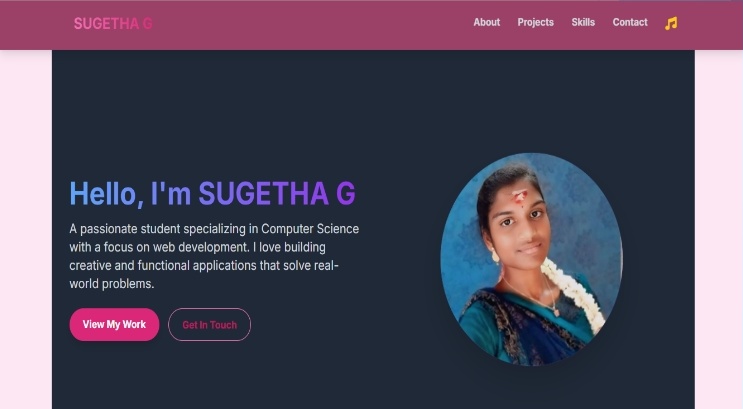 SUGETHA G
About Projects Skills Contact
Hello, I'm SUGETHA G
A passionate student specializing in Computer Science
with a focus on web development. I love building
creative and functional applications that solve real-
world problems.
View My Work Get In Touch